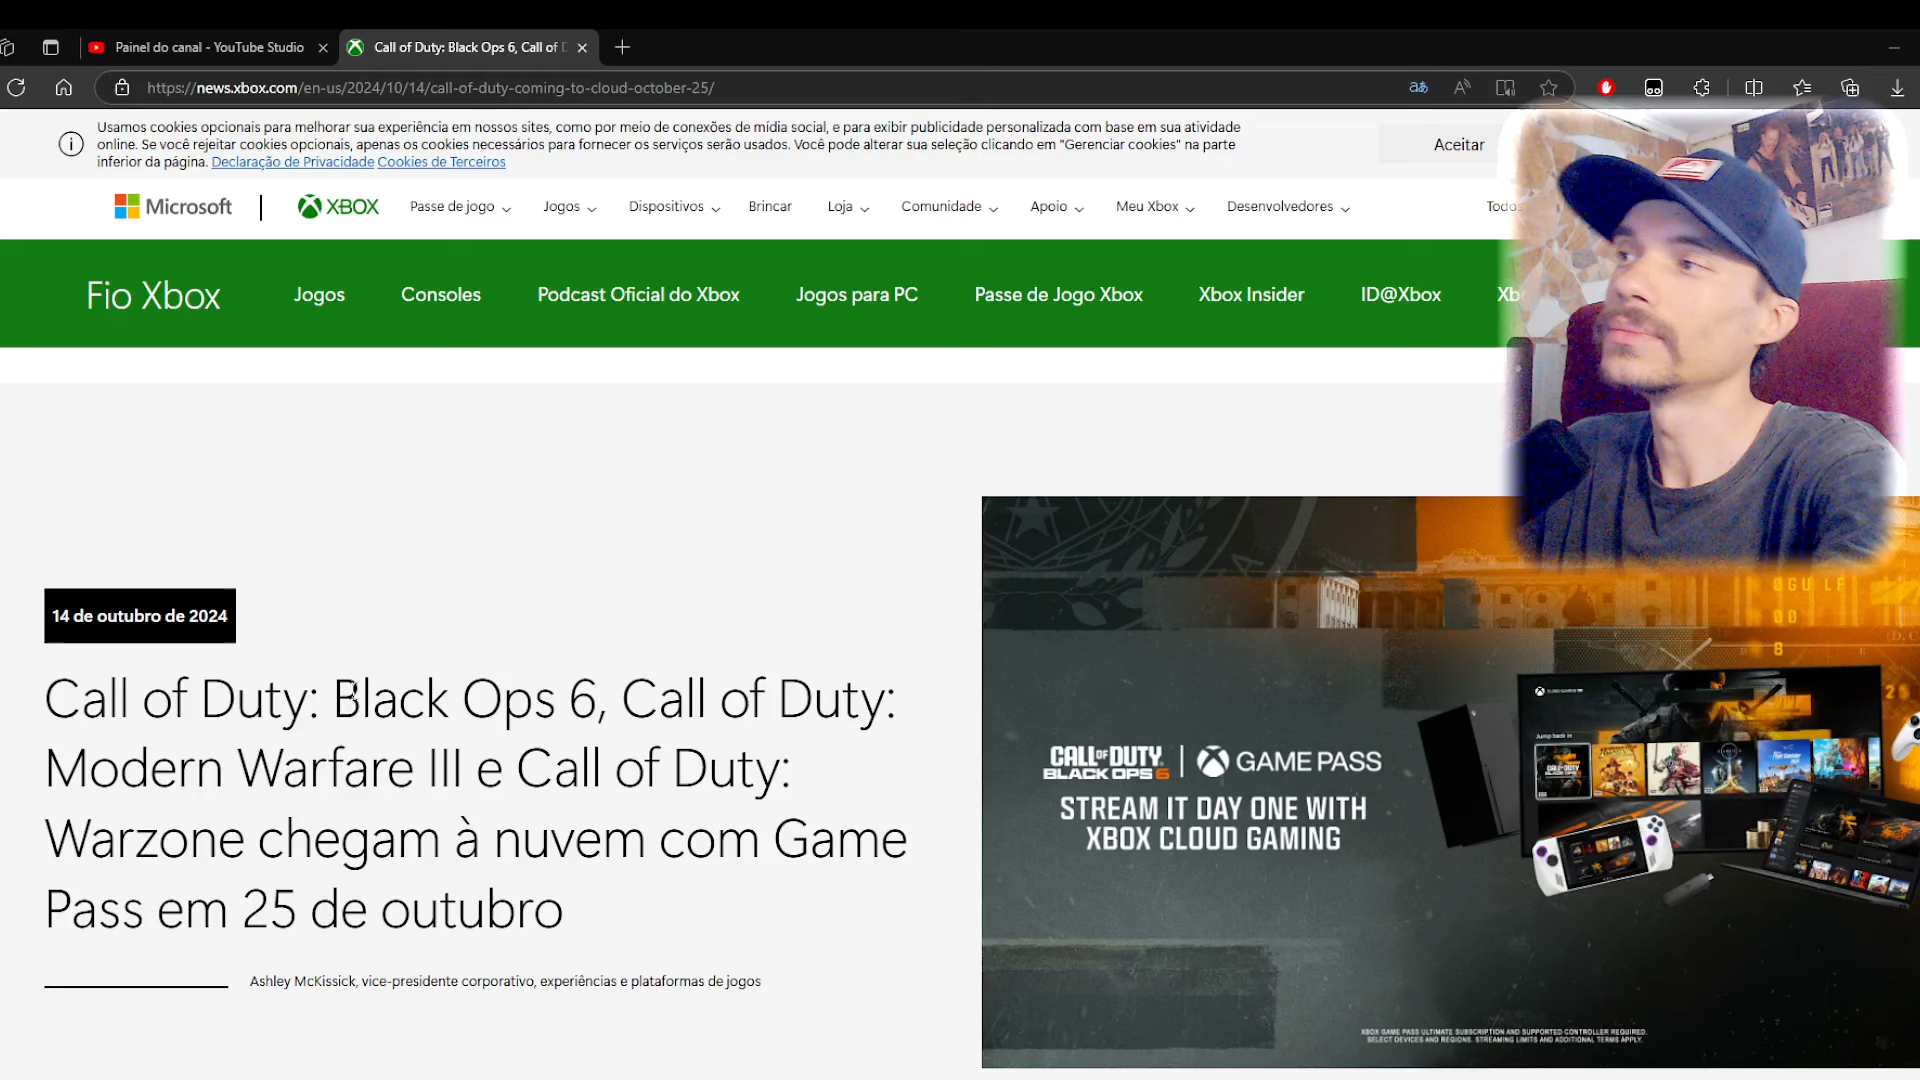 Painel do canal - YouTube Studio
Call of Duty: Black Ops 6, Call of D
https://news.xbox.com/en-us/2024/10/14/call-of-duty-coming-to-cloud-october-25/
Usamos cookies opcionais para melhorar sua experiência em nossos sites, como por meio de conexões de mídia social, e para exibir publicidade personalizada com base em sua atividade
online. Se você rejeitar cookies opcionais, apenas os cookies necessários para fornecer os serviços serão usados. Você pode alterar sua seleção clicando em "Gerenciar cookies" na parte
inferior da página. Declaração de Privacidade Cookies de Terceiros
Aceitar
Microsoft
XBOX
Passe de jogo
Jogos
Dispositivos
Brincar
Loja
Comunidade
Apoio
Meu Xbox
Desenvolvedores
Todos
Fio Xbox
Jogos
Consoles
Podcast Oficial do Xbox
Jogos para PC
Passe de Jogo Xbox
Xbox Insider
ID@Xbox
14 de outubro de 2024
Call of Duty: Black Ops 6, Call of Duty:
Modern Warfare III e Call of Duty:
Warzone chegam à nuvem com Game
Pass em 25 de outubro
Ashley McKissick, vice-presidente corporativo, experiências e plataformas de jogos
CALL OF DUTY
BLACK OPS 6
GAME PASS
STREAM IT DAY ONE WITH
XBOX CLOUD GAMING
Jump back in
XBOX GAME PASS ULTIMATE SUBSCRIPTION AND SUPPORTED CONTROLLER REQUIRED.
SELECT DEVICES AND REGIONS. STREAMING LIMITS AND ADDITIONAL TERMS APPLY.